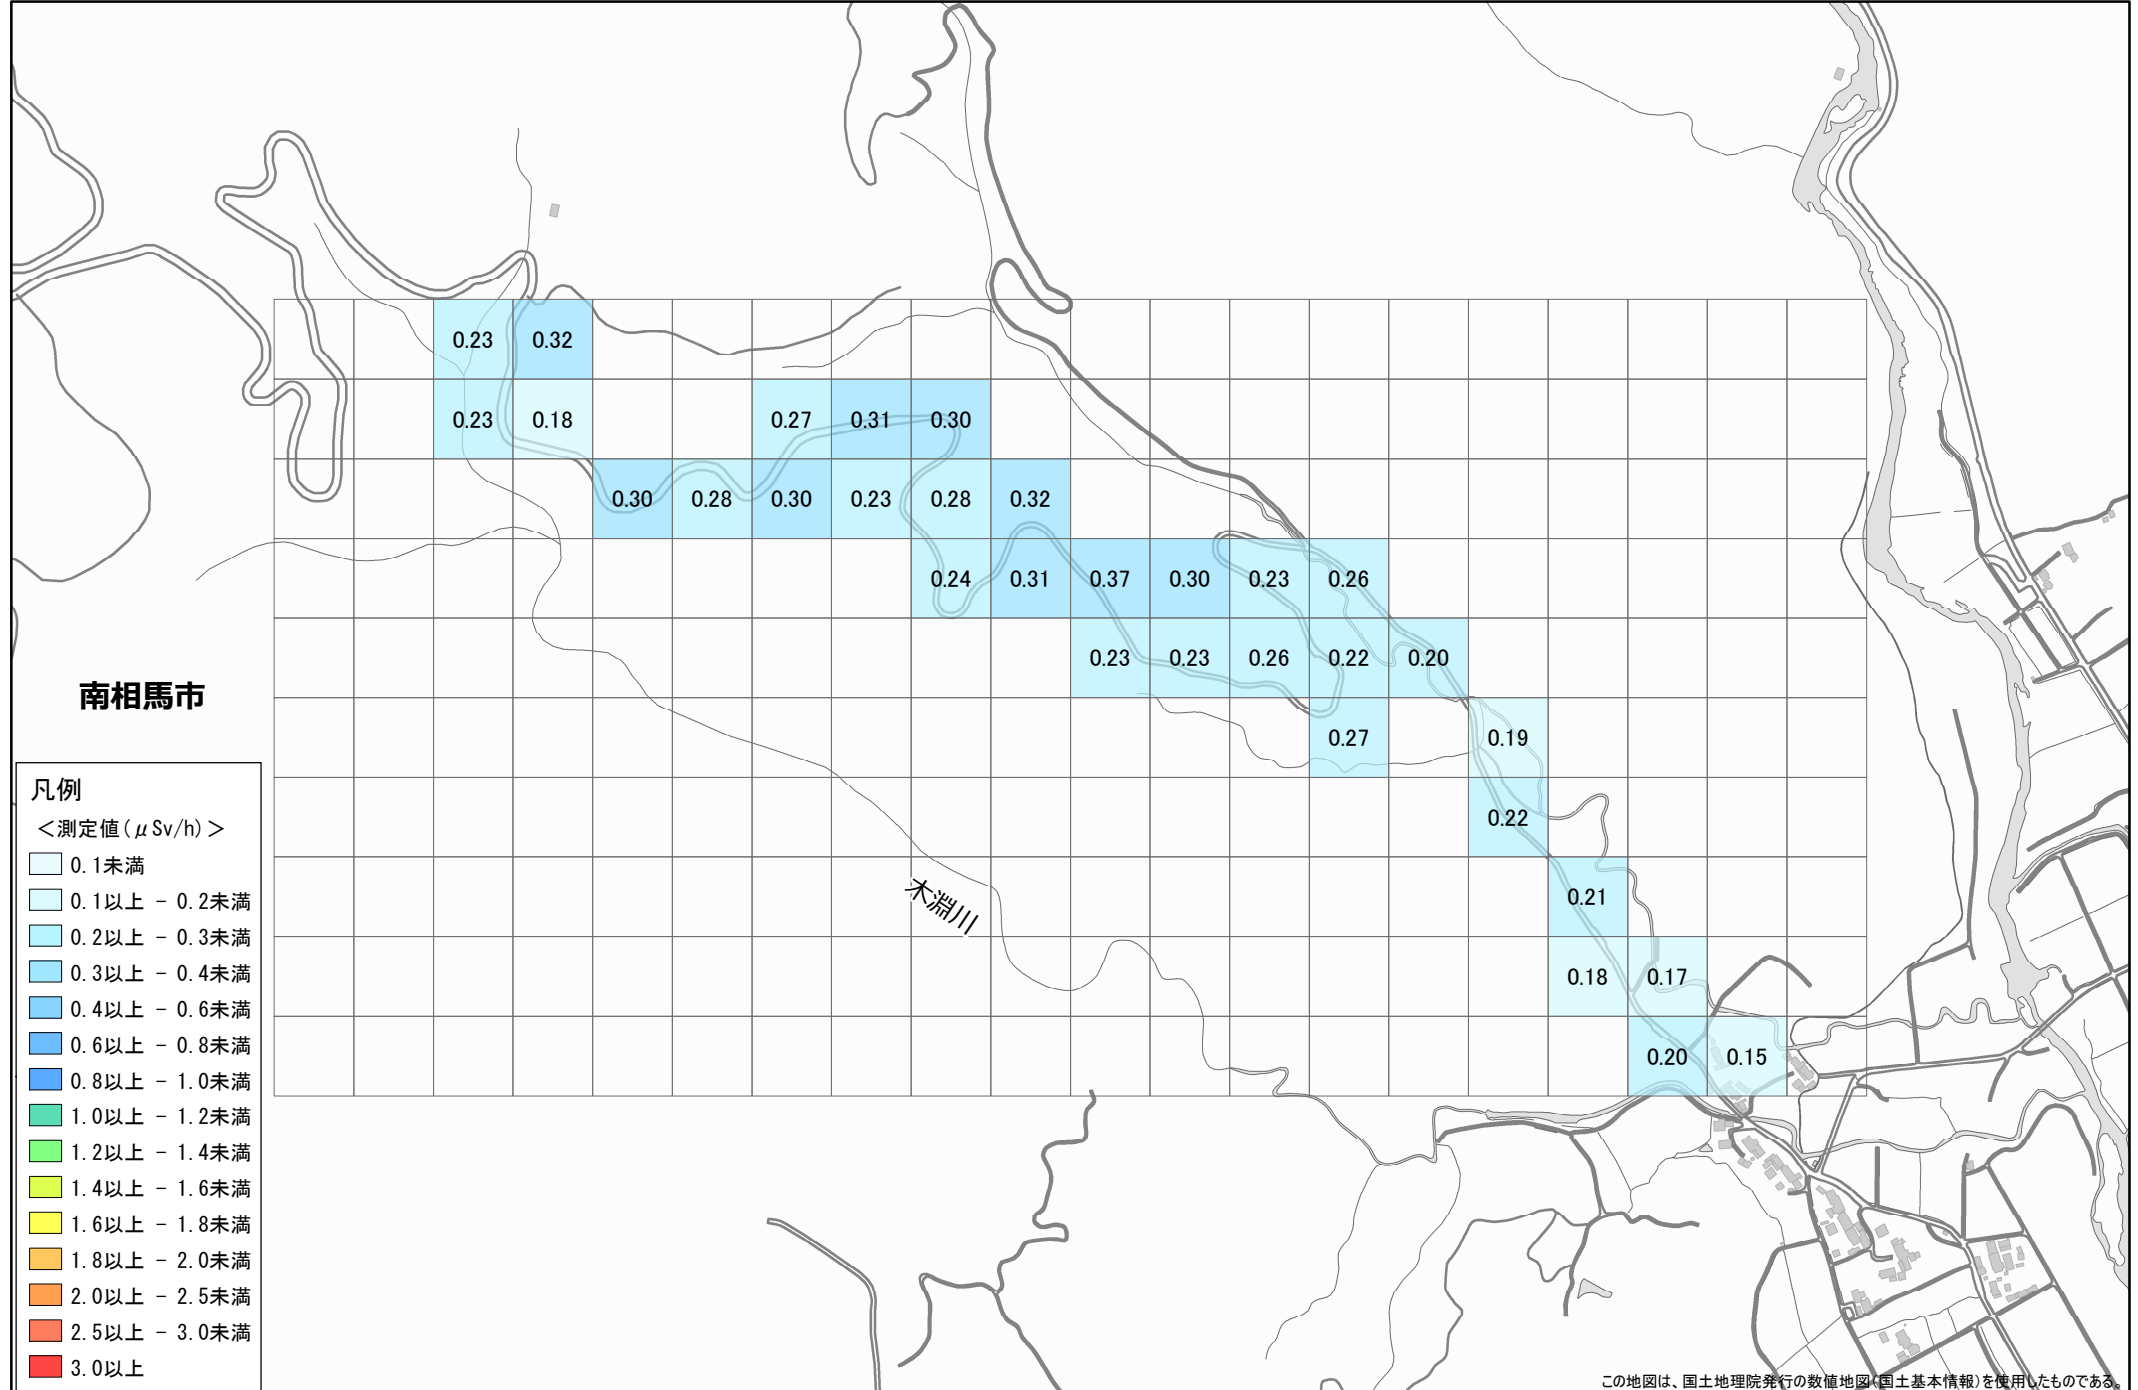 0.23 0.32
0.23 0.18 0.27 0.31 0.30
0.30 0.28 0.30 0.23 0.28 0.32
0.24 0.31 0.37 0.30 0.23 0.26
0.23 0.23 0.26 0.22 0.20
南相馬市
0.27 0.19
0.22
0.21
木淵川
0.18 0.17
0.20 0.15
凡例
＜測定値(μSv/h)＞
0.1未満
0.1以上 - 0.2未満
0.2以上 - 0.3未満
0.3以上 - 0.4未満
0.4以上 - 0.6未満
0.6以上 - 0.8未満
0.8以上 - 1.0未満
1.0以上 - 1.2未満
1.2以上 - 1.4未満
1.4以上 - 1.6未満
1.6以上 - 1.8未満
1.8以上 - 2.0未満
2.0以上 - 2.5未満
2.5以上 - 3.0未満
3.0以上
この地図は、国土地理院発行の数値地図(国土基本情報)を使用したものである。